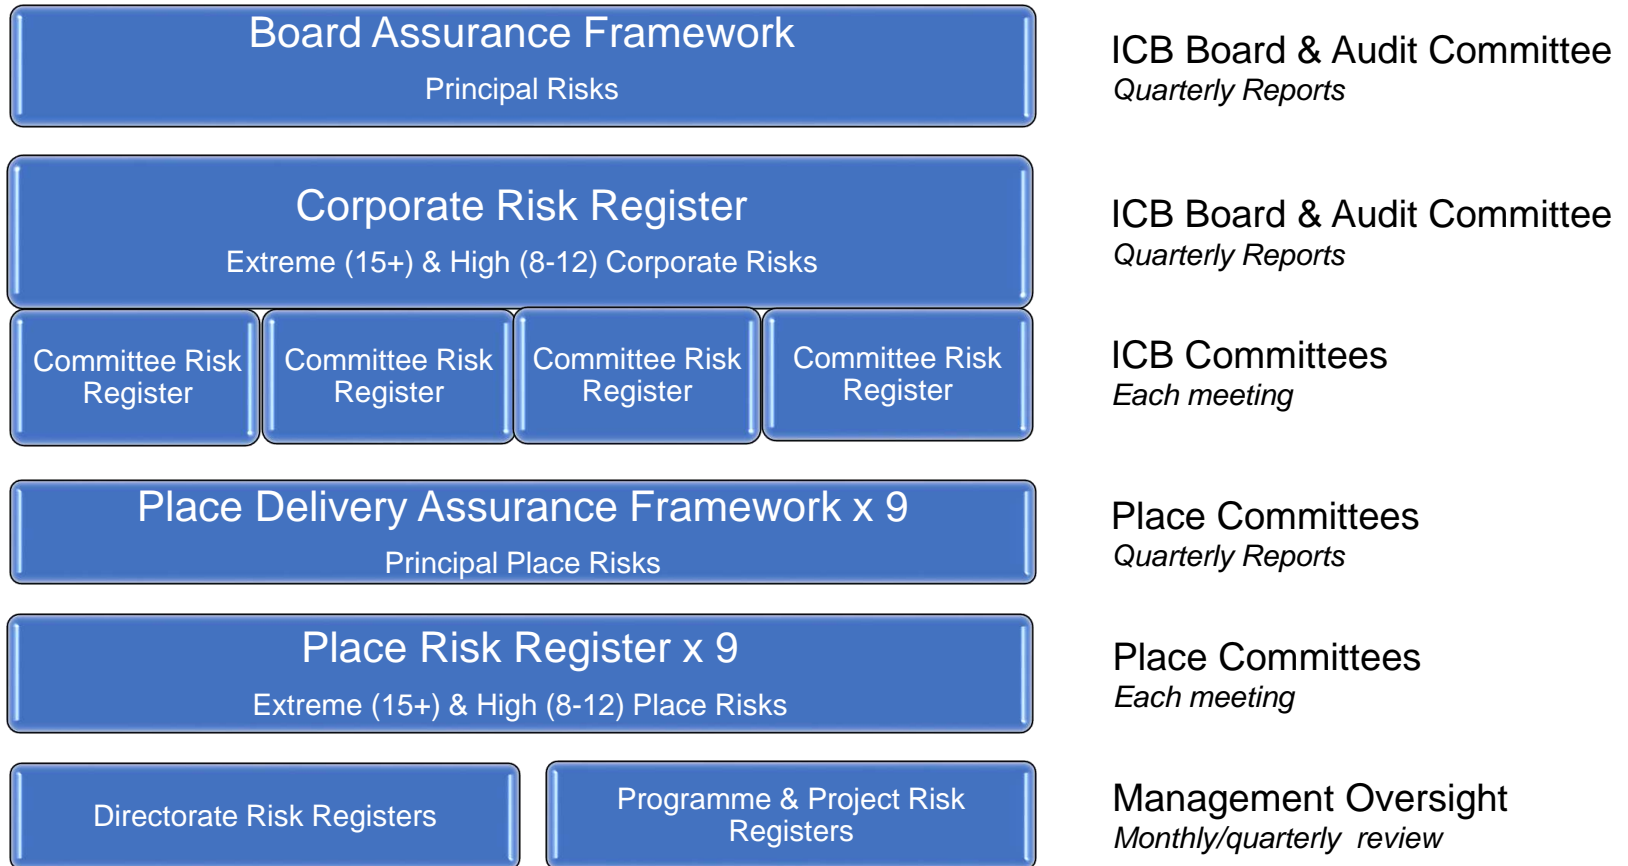 Board Assurance Framework
Principal Risks
ICB Board & Audit Committee
Quarterly Reports
Corporate Risk Register
Extreme (15+) & High (8-12) Corporate Risks
ICB Board & Audit Committee
Quarterly Reports
Committee Risk
Register
Committee Risk
Register
Committee Risk
Register
Committee Risk
Register
ICB Committees
Each meeting
Place Delivery Assurance Framework x 9
Principal Place Risks
Place Committees
Quarterly Reports
Place Risk Register x 9
Extreme (15+) & High (8-12) Place Risks
Place Committees
Each meeting
Directorate Risk Registers
Programme & Project Risk
Registers
Management Oversight
Monthly/quarterly  review